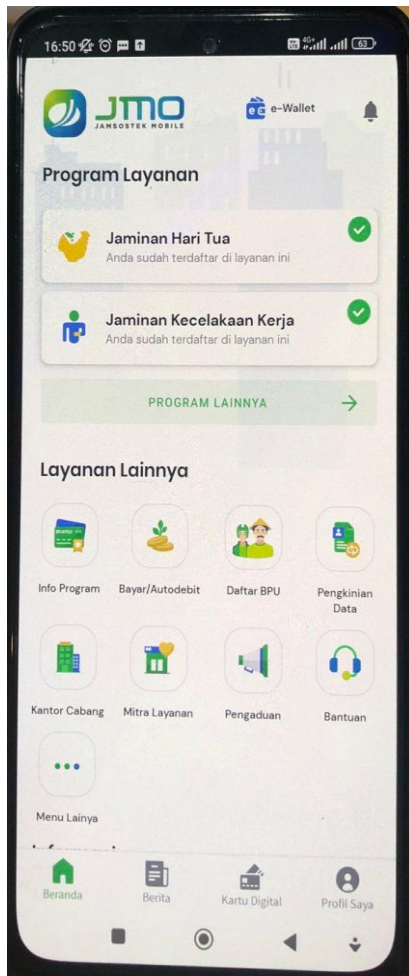 16:50
4G+
63
JMO
JAMSOSTEK MOBILE
e-Wallet
Program Layanan
Jaminan Hari Tua
Anda sudah terdaftar di layanan ini
Jaminan Kecelakaan Kerja
Anda sudah terdaftar di layanan ini
PROGRAM LAINNYA
Layanan Lainnya
Info Program
Bayar/Autodebit
Daftar BPU
Pengkinian
Data
Kantor Cabang
Mitra Layanan
Pengaduan
Bantuan
Menu Lainya
Beranda
Berita
Kartu Digital
Profil Saya